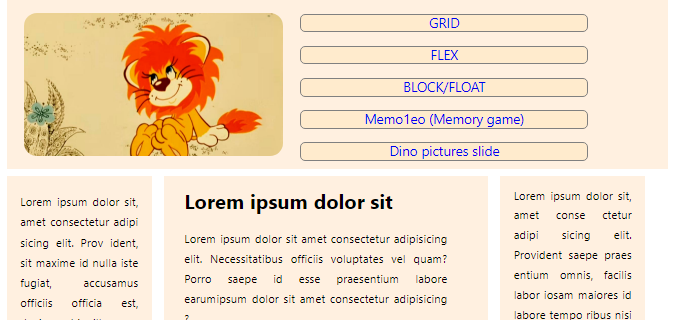 GRID
FLEX
BLOCK/FLOAT
Memo1eo (Memory game)
Dino pictures slide
Lorem ipsum dolor sit,
amet consectetur adipi
sicing elit. Prov ident,
sit maxime id nulla iste
fugiat, accusamus
officiis officia est,
Lorem ipsum dolor sit
Lorem ipsum dolor sit amet consectetur adipisicing
elit. Necessitatibus officiis voluptates vel quam?
Porro saepe id esse praesentium labore
earumipsum dolor sit amet consectetur adipisicing
?
Lorem ipsum dolor sit,
amet conse ctetur
adipi sicing elit.
Provident saepe praes
entium omnis, facilis
labor iosam maiores id
labore tempo ribus nisi